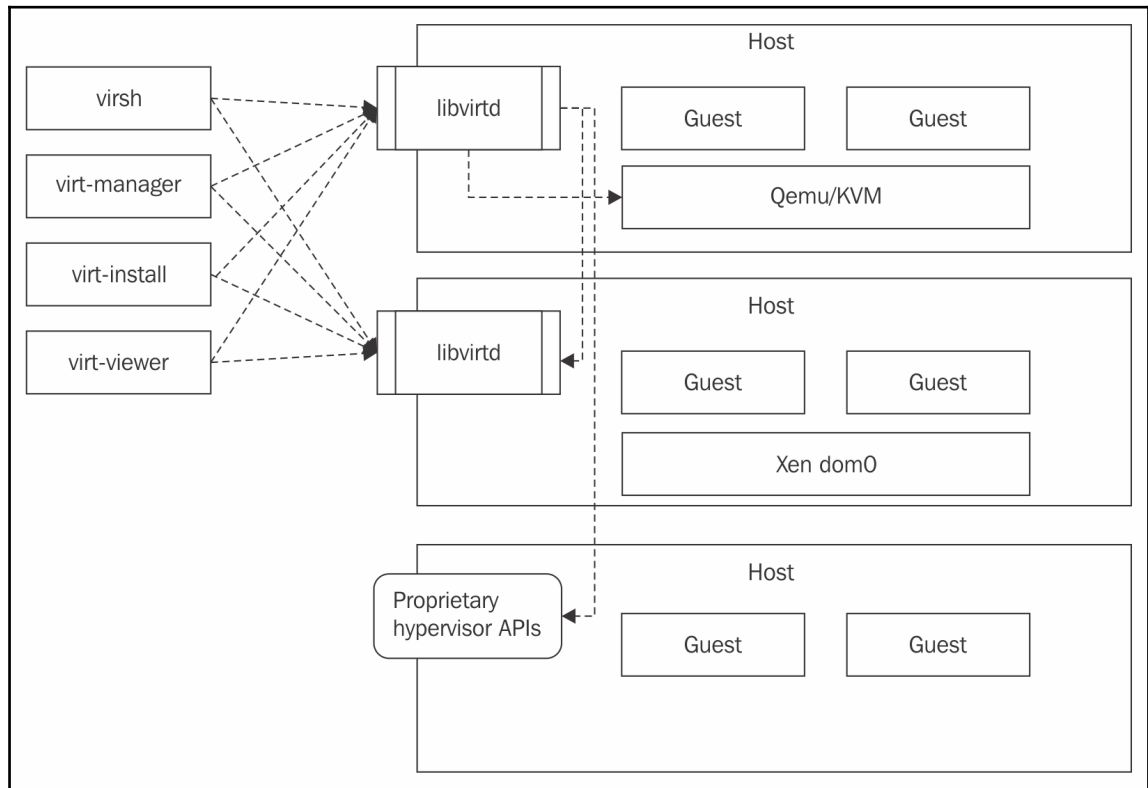 virsh
virt-manager
virt-install
virt-viewer
Host
libvirtd
Guest
Guest
Qemu/KVM
Host
libvirtd
Guest
Guest
Xen dom0
Host
Proprietary
hypervisor APIs
Guest
Guest